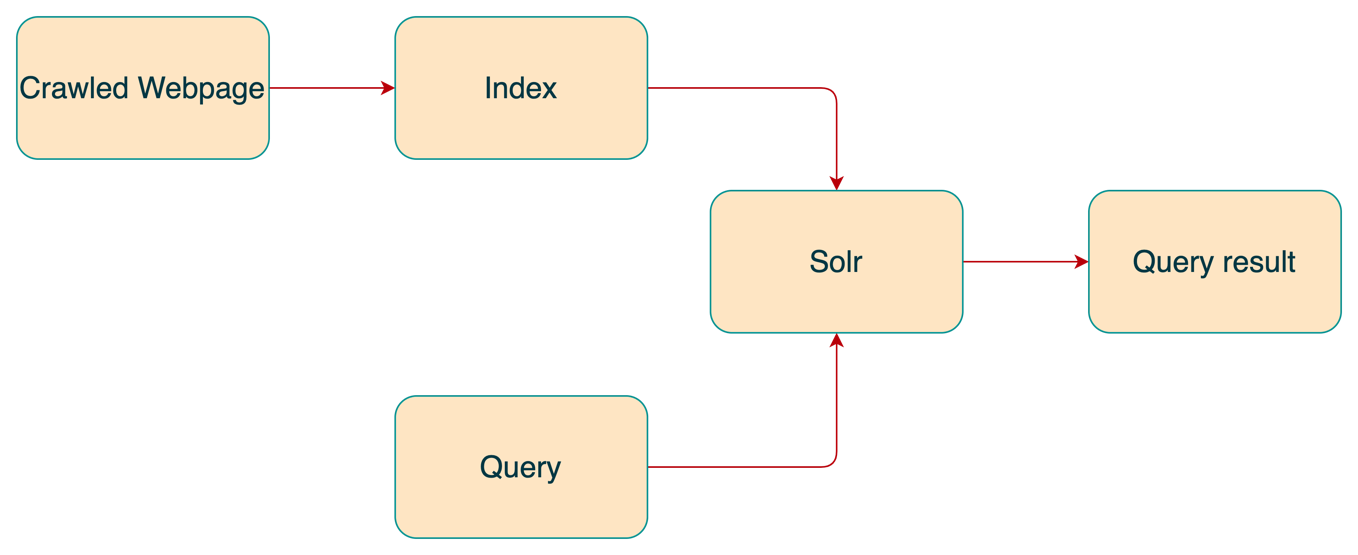 Crawled Webpage
Index
Solr
Query result
Query